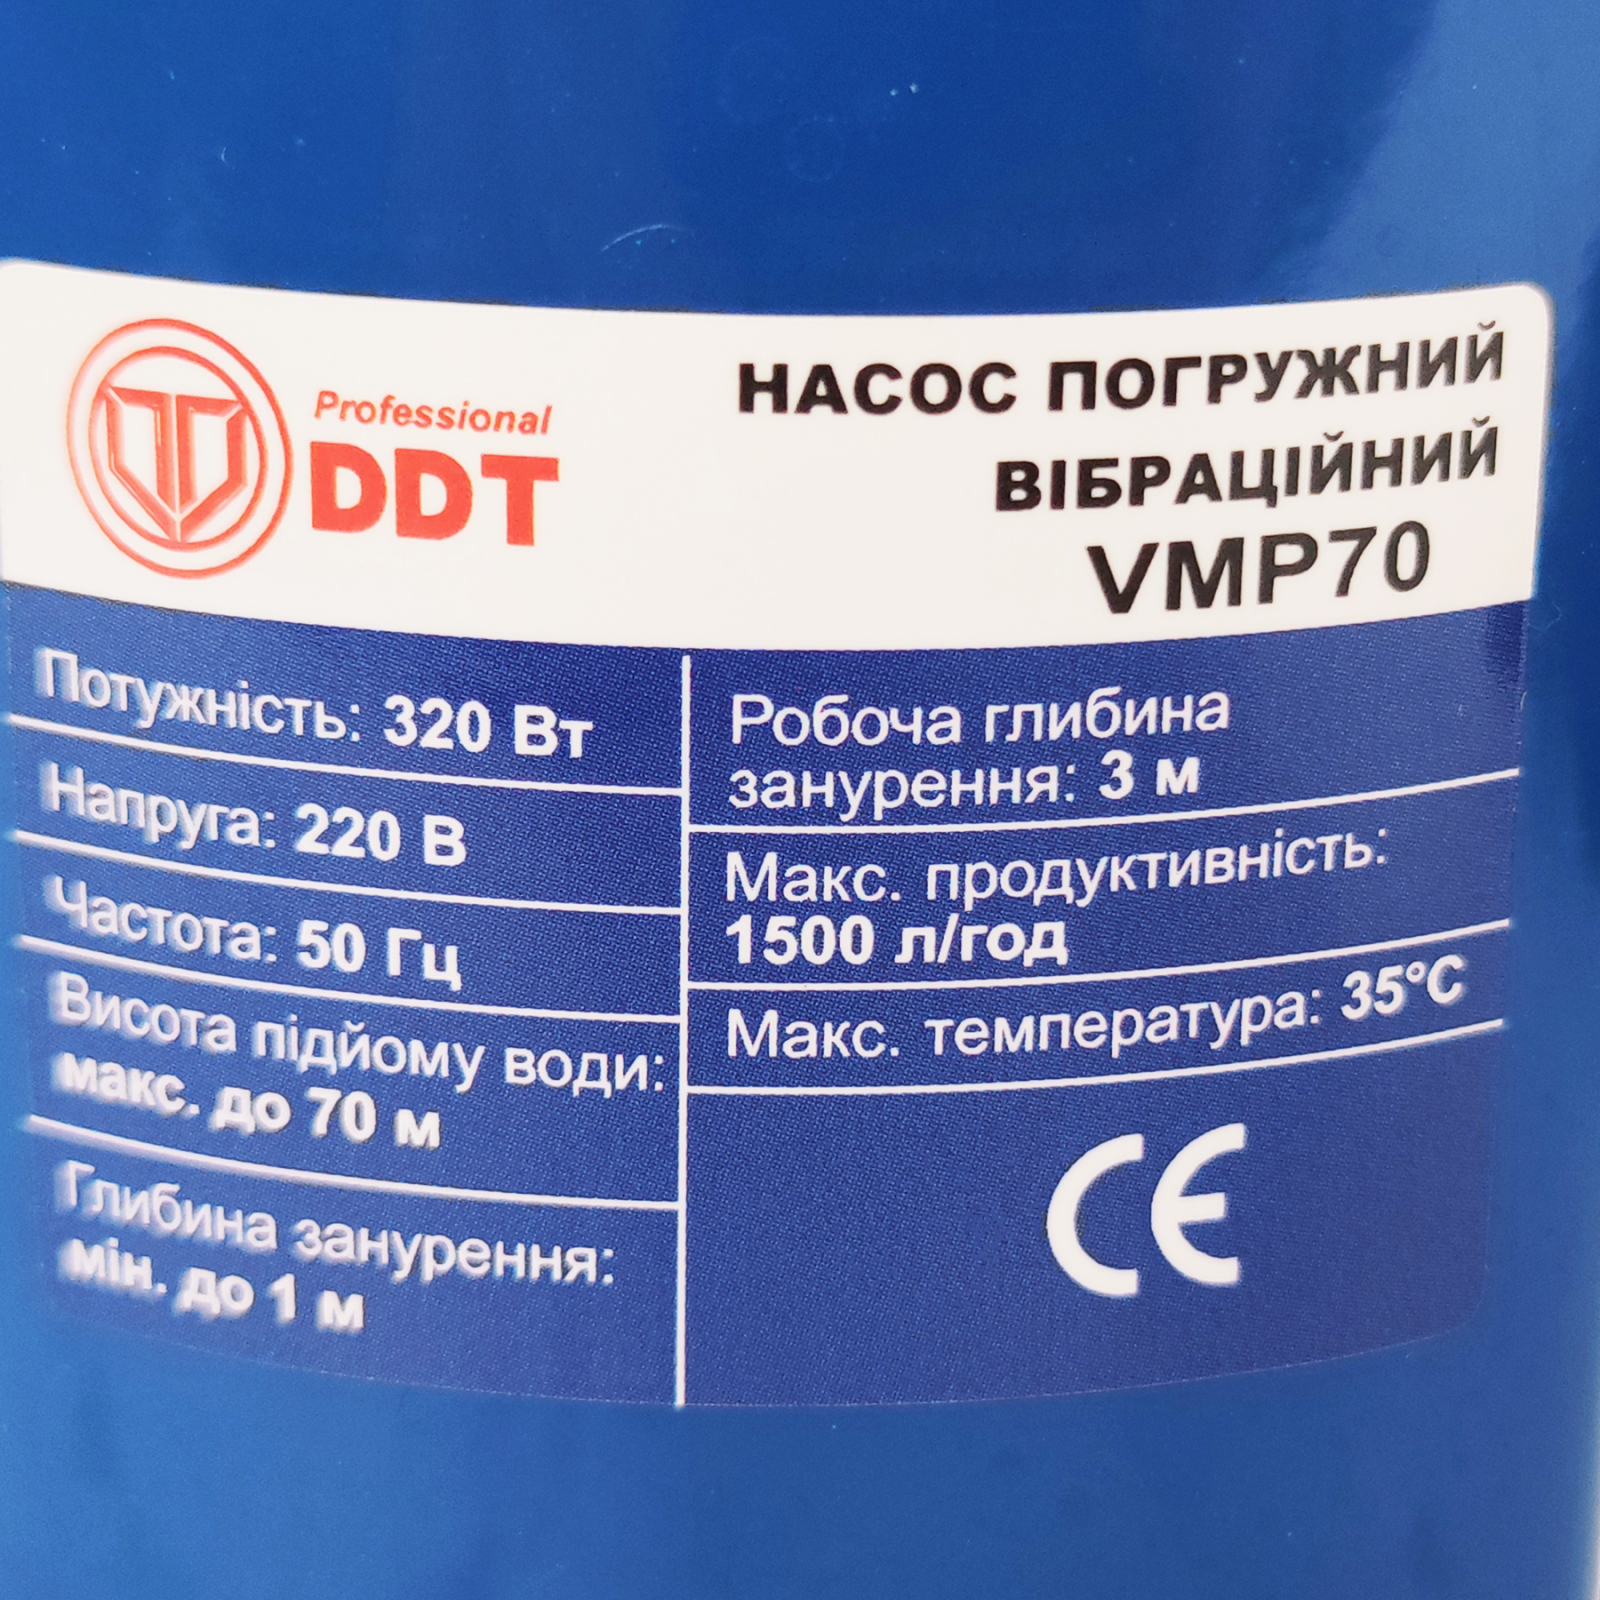 Professional
DDT
НАСОС ПОГРУЖНИЙ
ВІБРАЦІЙНИЙ
VMP70
Потужність: 320 Вт
Напруга: 220 В
Частота: 50 Гц
Висота підйому води:
макс. до 70 м
Глибина занурення:
мін. до 1 м
Робоча глибина
занурення: 3 м
Макс. продуктивність:
1500 л/год
Макс. температура: 35°C
CE